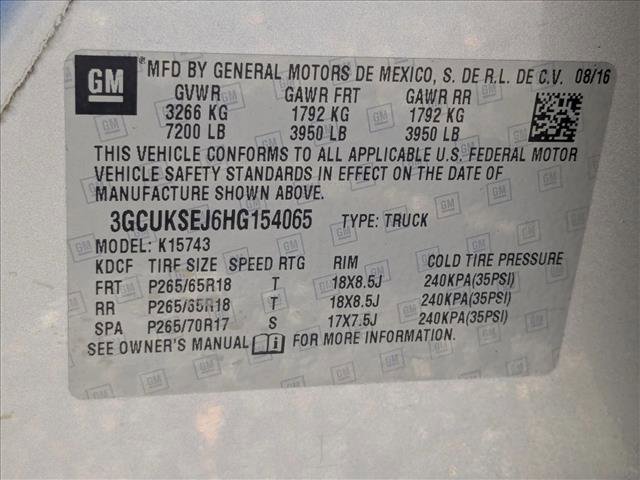 GM MFD BY GENERAL MOTORS DE MEXICO, S. DE R.L. DE C.V. 08/16
GVWR GAWR FRT GAWR RR
3266 KG 1792 KG 1792 KG
7200 LB 3950 LB 3950 LB
THIS VEHICLE CONFORMS TO ALL APPLICABLE U.S. FEDERAL MOTOR
VEHICLE SAFETY STANDARDS IN EFFECT ON THE DATE OF
MANUFACTURE SHOWN ABOVE.
3GCUKSEJ6HG154065 TYPE: TRUCK
MODEL: K15743
KDCF TIRE SIZE SPEED RTG RIM COLD TIRE PRESSURE
FRT P265/65R18 T 18X8.5J 240KPA(35PSI)
RR P265/65R18 T 18X8.5J 240KPA(35PSI)
SPA P265/70R17 S 17X7.5J 240KPA(35PSI)
SEE OWNER'S MANUAL FOR MORE INFORMATION.